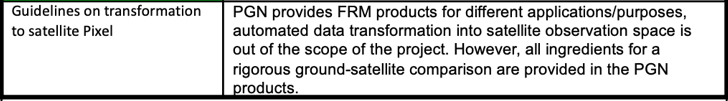 Guidelines on transformation
to satellite Pixel
PGN provides FRM products for different applications/purposes,
automated data transformation into satellite observation space is
out of the scope of the project. However, all ingredients for a
rigorous ground-satellite comparison are provided in the PGN
products.